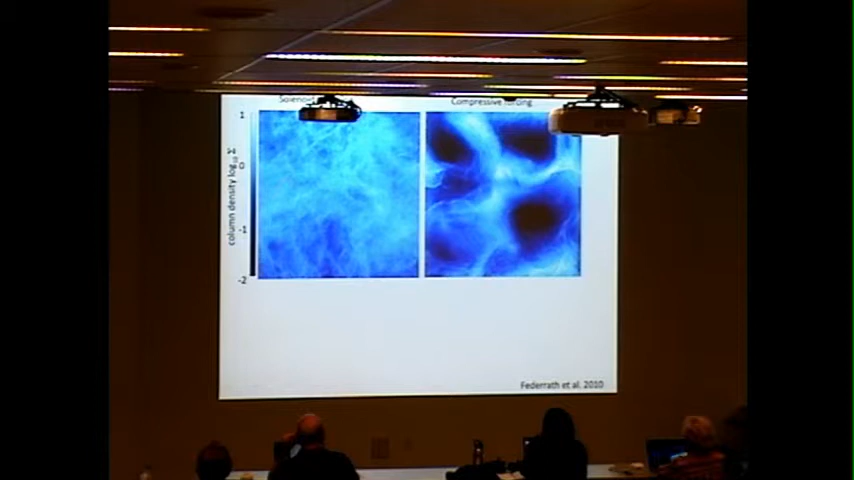 Compressive forcing
1
0
-1
-2
column density log₁₀ Σ
Federrath et al. 2010